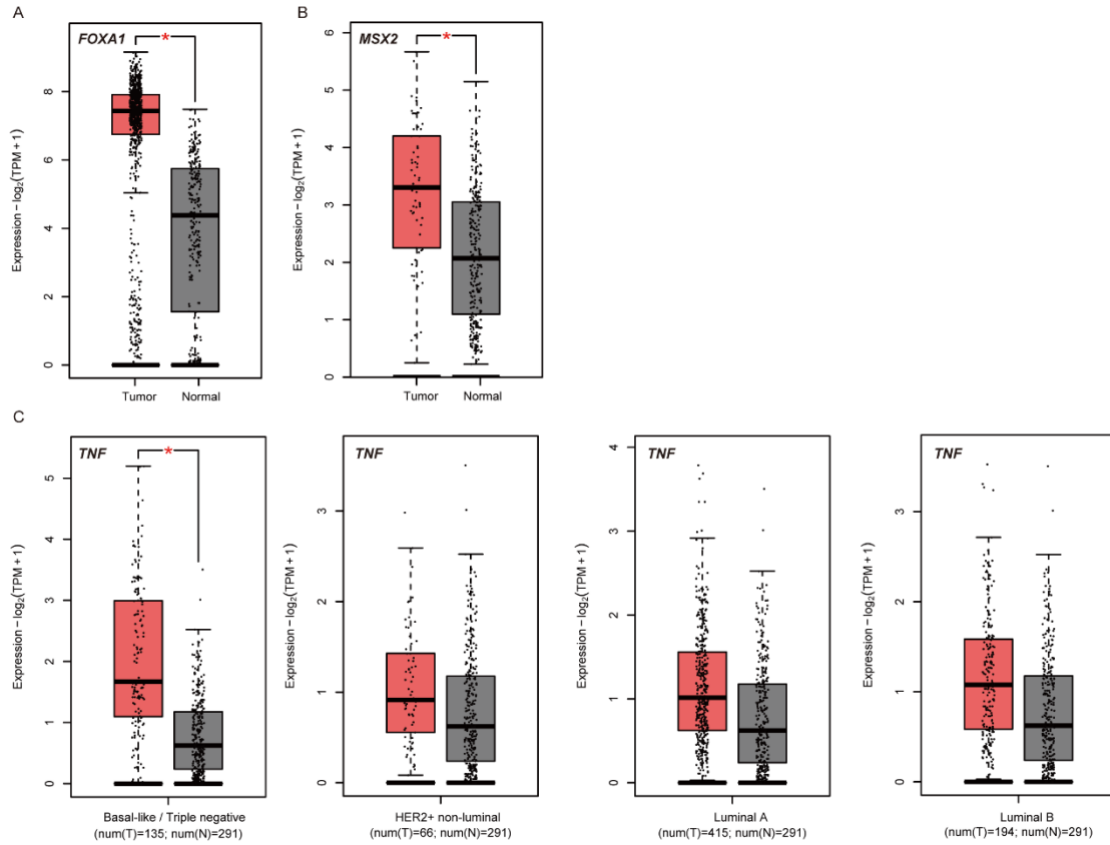 A
FOXA1
*
Expression − log₂(TPM + 1)
0
2
4
6
8
Tumor
Normal
B
MSX2
*
Expression − log₂(TPM + 1)
0
1
2
3
4
5
6
Tumor
Normal
C
TNF
*
Expression − log₂(TPM + 1)
0
1
2
3
4
5
Basal-like / Triple negative
(num(T)=135; num(N)=291)
TNF
Expression − log₂(TPM + 1)
0
1
2
3
HER2+ non-luminal
(num(T)=66; num(N)=291)
TNF
Expression − log₂(TPM + 1)
0
1
2
3
4
Luminal A
(num(T)=415; num(N)=291)
TNF
Expression − log₂(TPM + 1)
0
1
2
3
Luminal B
(num(T)=194; num(N)=291)